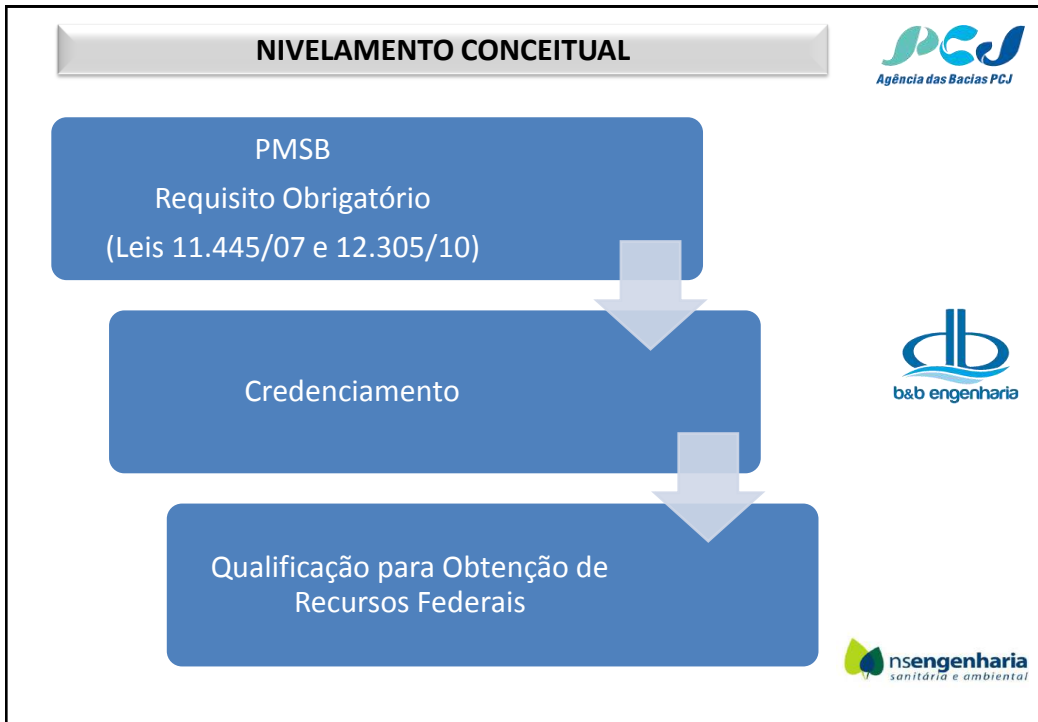 NIVELAMENTO CONCEITUAL
PCJ
Agência das Bacias PCJ
PMSB
Requisito Obrigatório
(Leis 11.445/07 e 12.305/10)
Credenciamento
b&b engenharia
Qualificação para Obtenção de
Recursos Federais
nsengenharia
sanitária e ambiental